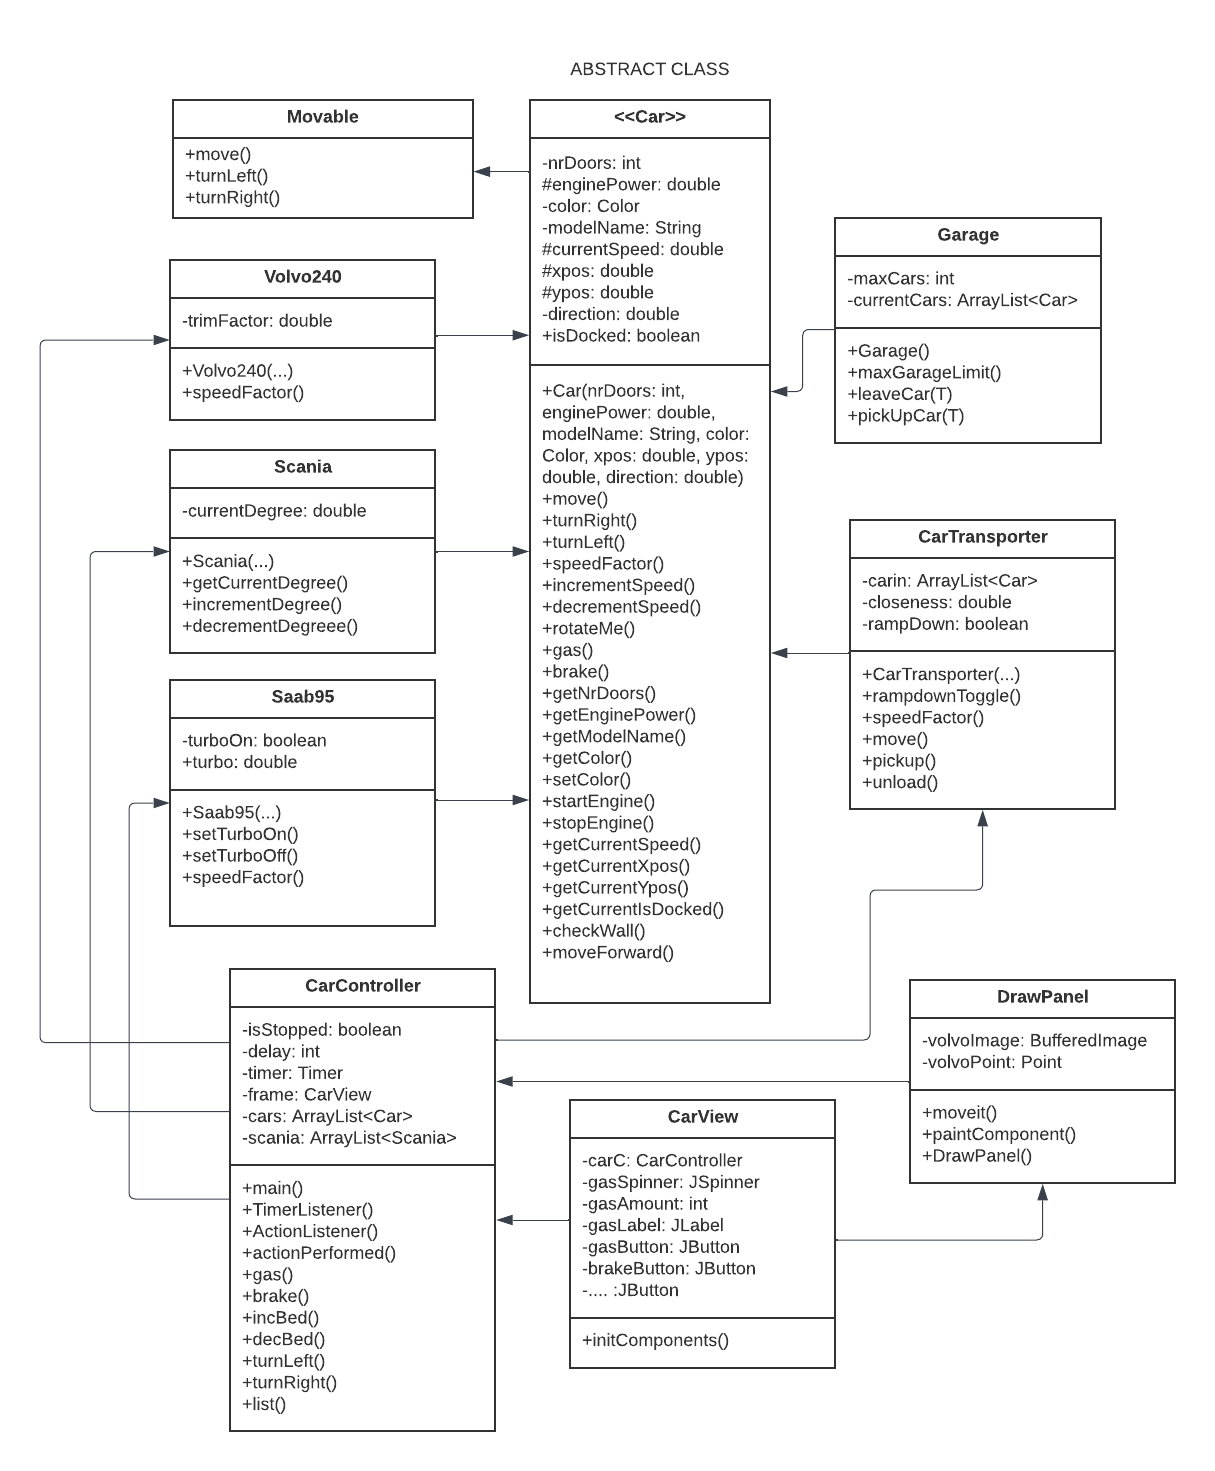 ABSTRACT CLASS
Movable
+move()
+turnLeft()
+turnRight()
<<Car>>
-nrDoors: int
#enginePower: double
-color: Color
-modelName: String
#currentSpeed: double
#xpos: double
#ypos: double
-direction: double
+isDocked: boolean
+Car(nrDoors: int,
enginePower: double,
modelName: String, color:
Color, xpos: double, ypos:
double, direction: double)
+move()
+turnRight()
+turnLeft()
+speedFactor()
+incrementSpeed()
+decrementSpeed()
+rotateMe()
+gas()
+brake()
+getNrDoors()
+getEnginePower()
+getModelName()
+getColor()
+setColor()
+startEngine()
+stopEngine()
+getCurrentSpeed()
+getCurrentXpos()
+getCurrentYpos()
+getCurrentIsDocked()
+checkWall()
+moveForward()
Garage
-maxCars: int
-currentCars: ArrayList<Car>
+Garage()
+maxGarageLimit()
+leaveCar(T)
+pickUpCar(T)
Volvo240
-trimFactor: double
+Volvo240(...)
+speedFactor()
Scania
-currentDegree: double
+Scania(...)
+getCurrentDegree()
+incrementDegree()
+decrementDegreee()
CarTransporter
-carin: ArrayList<Car>
-closeness: double
-rampDown: boolean
+CarTransporter(...)
+rampdownToggle()
+speedFactor()
+move()
+pickup()
+unload()
Saab95
-turboOn: boolean
+turbo: double
+Saab95(...)
+setTurboOn()
+setTurboOff()
+speedFactor()
CarController
-isStopped: boolean
-delay: int
-timer: Timer
-frame: CarView
-cars: ArrayList<Car>
-scania: ArrayList<Scania>
+main()
+TimerListener()
+ActionListener()
+actionPerformed()
+gas()
+brake()
+incBed()
+decBed()
+turnLeft()
+turnRight()
+list()
DrawPanel
-volvoImage: BufferedImage
-volvoPoint: Point
+moveit()
+paintComponent()
+DrawPanel()
CarView
-carC: CarController
-gasSpinner: JSpinner
-gasAmount: int
-gasLabel: JLabel
-gasButton: JButton
-brakeButton: JButton
-.... :JButton
+initComponents()